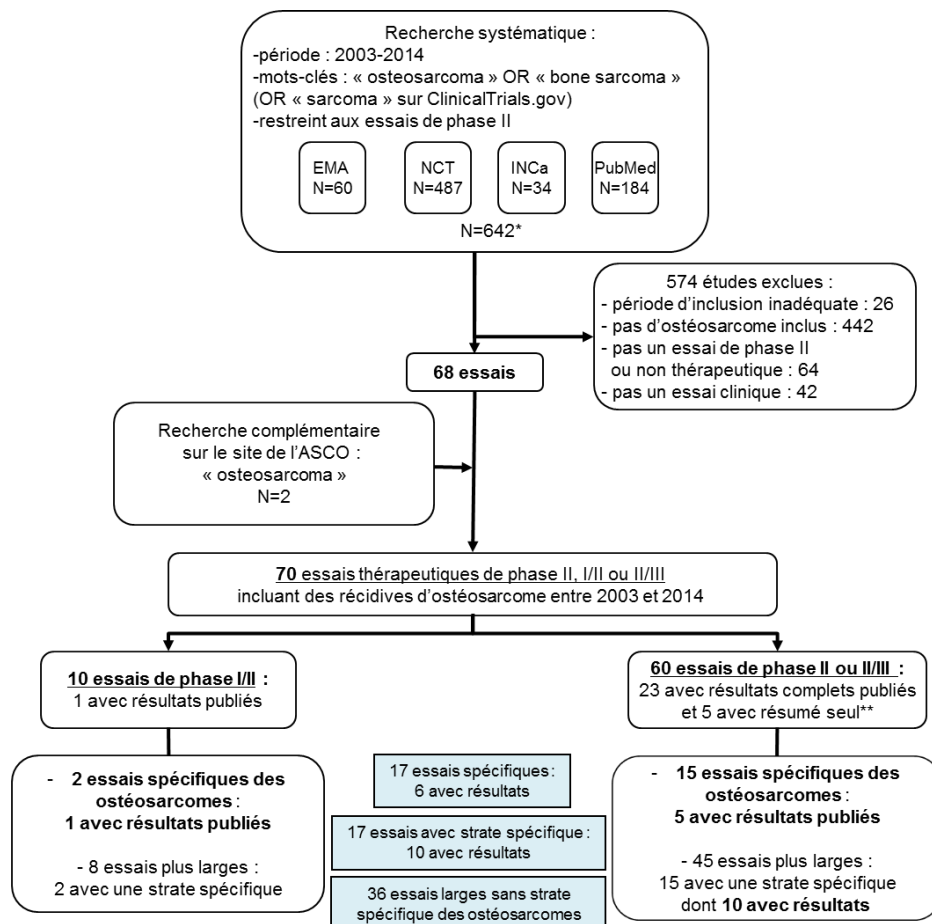 Recherche systématique :
-période : 2003-2014
-mots-clés : « osteosarcoma » OR « bone sarcoma »
(OR « sarcoma » sur ClinicalTrials.gov)
-restreint aux essais de phase II
EMA
N=60
NCT
N=487
INCa
N=34
PubMed
N=184
N=642*
574 études exclues :
- période d'inclusion inadéquate : 26
- pas d'ostéosarcome inclus : 442
- pas un essai de phase II
ou non thérapeutique : 64
- pas un essai clinique : 42
68 essais
Recherche complémentaire
sur le site de l'ASCO :
« osteosarcoma »
N=2
70 essais thérapeutiques de phase II, I/II ou II/III
incluant des récidives d'ostéosarcome entre 2003 et 2014
10 essais de phase I/II :
1 avec résultats publiés
60 essais de phase II ou II/III :
23 avec résultats complets publiés
et 5 avec résumé seul**
- 2 essais spécifiques des
ostéosarcomes :
1 avec résultats publiés
- 8 essais plus larges :
2 avec une strate spécifique
17 essais spécifiques :
6 avec résultats
17 essais avec strate spécifique :
10 avec résultats
36 essais larges sans strate
spécifique des ostéosarcomes
- 15 essais spécifiques des
ostéosarcomes :
5 avec résultats publiés
- 45 essais plus larges :
15 avec une strate spécifique
dont 10 avec résultats